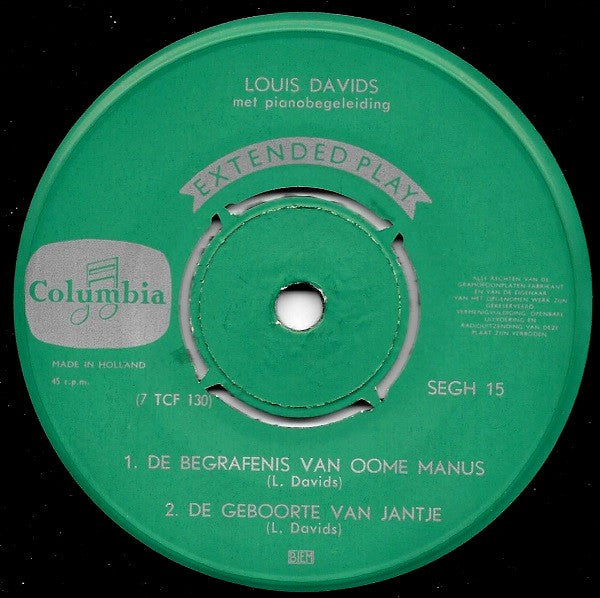 LOUIS DAVIDS
met pianobegeleiding
EXTENDED PLAY
Columbia
MADE IN HOLLAND
45 r.p.m.
(7 TCF 130)
ALLE RECHTEN VAN DE
GRAMOFOONPLATEN-FABRIKANT
EN VAN DE EIGENAAR
VAN HET OPGENOMEN WERK ZIJN
GERESERVEERD.
VERMENIGVULDIGING, OPENBARE
UITVOERING EN
RADIOUITZENDING VAN DEZE
PLAAT ZIJN VERBODEN.
SEGH 15
1. DE BEGRAFENIS VAN OOME MANUS
(L. Davids)
2. DE GEBOORTE VAN JANTJE
(L. Davids)
BIEM